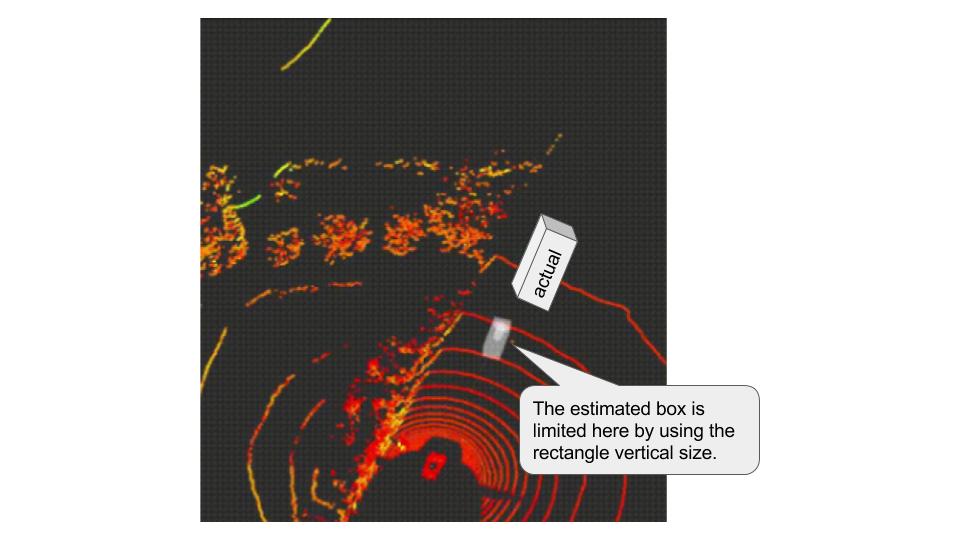 actual
The estimated box is
limited here by using the
rectangle vertical size.